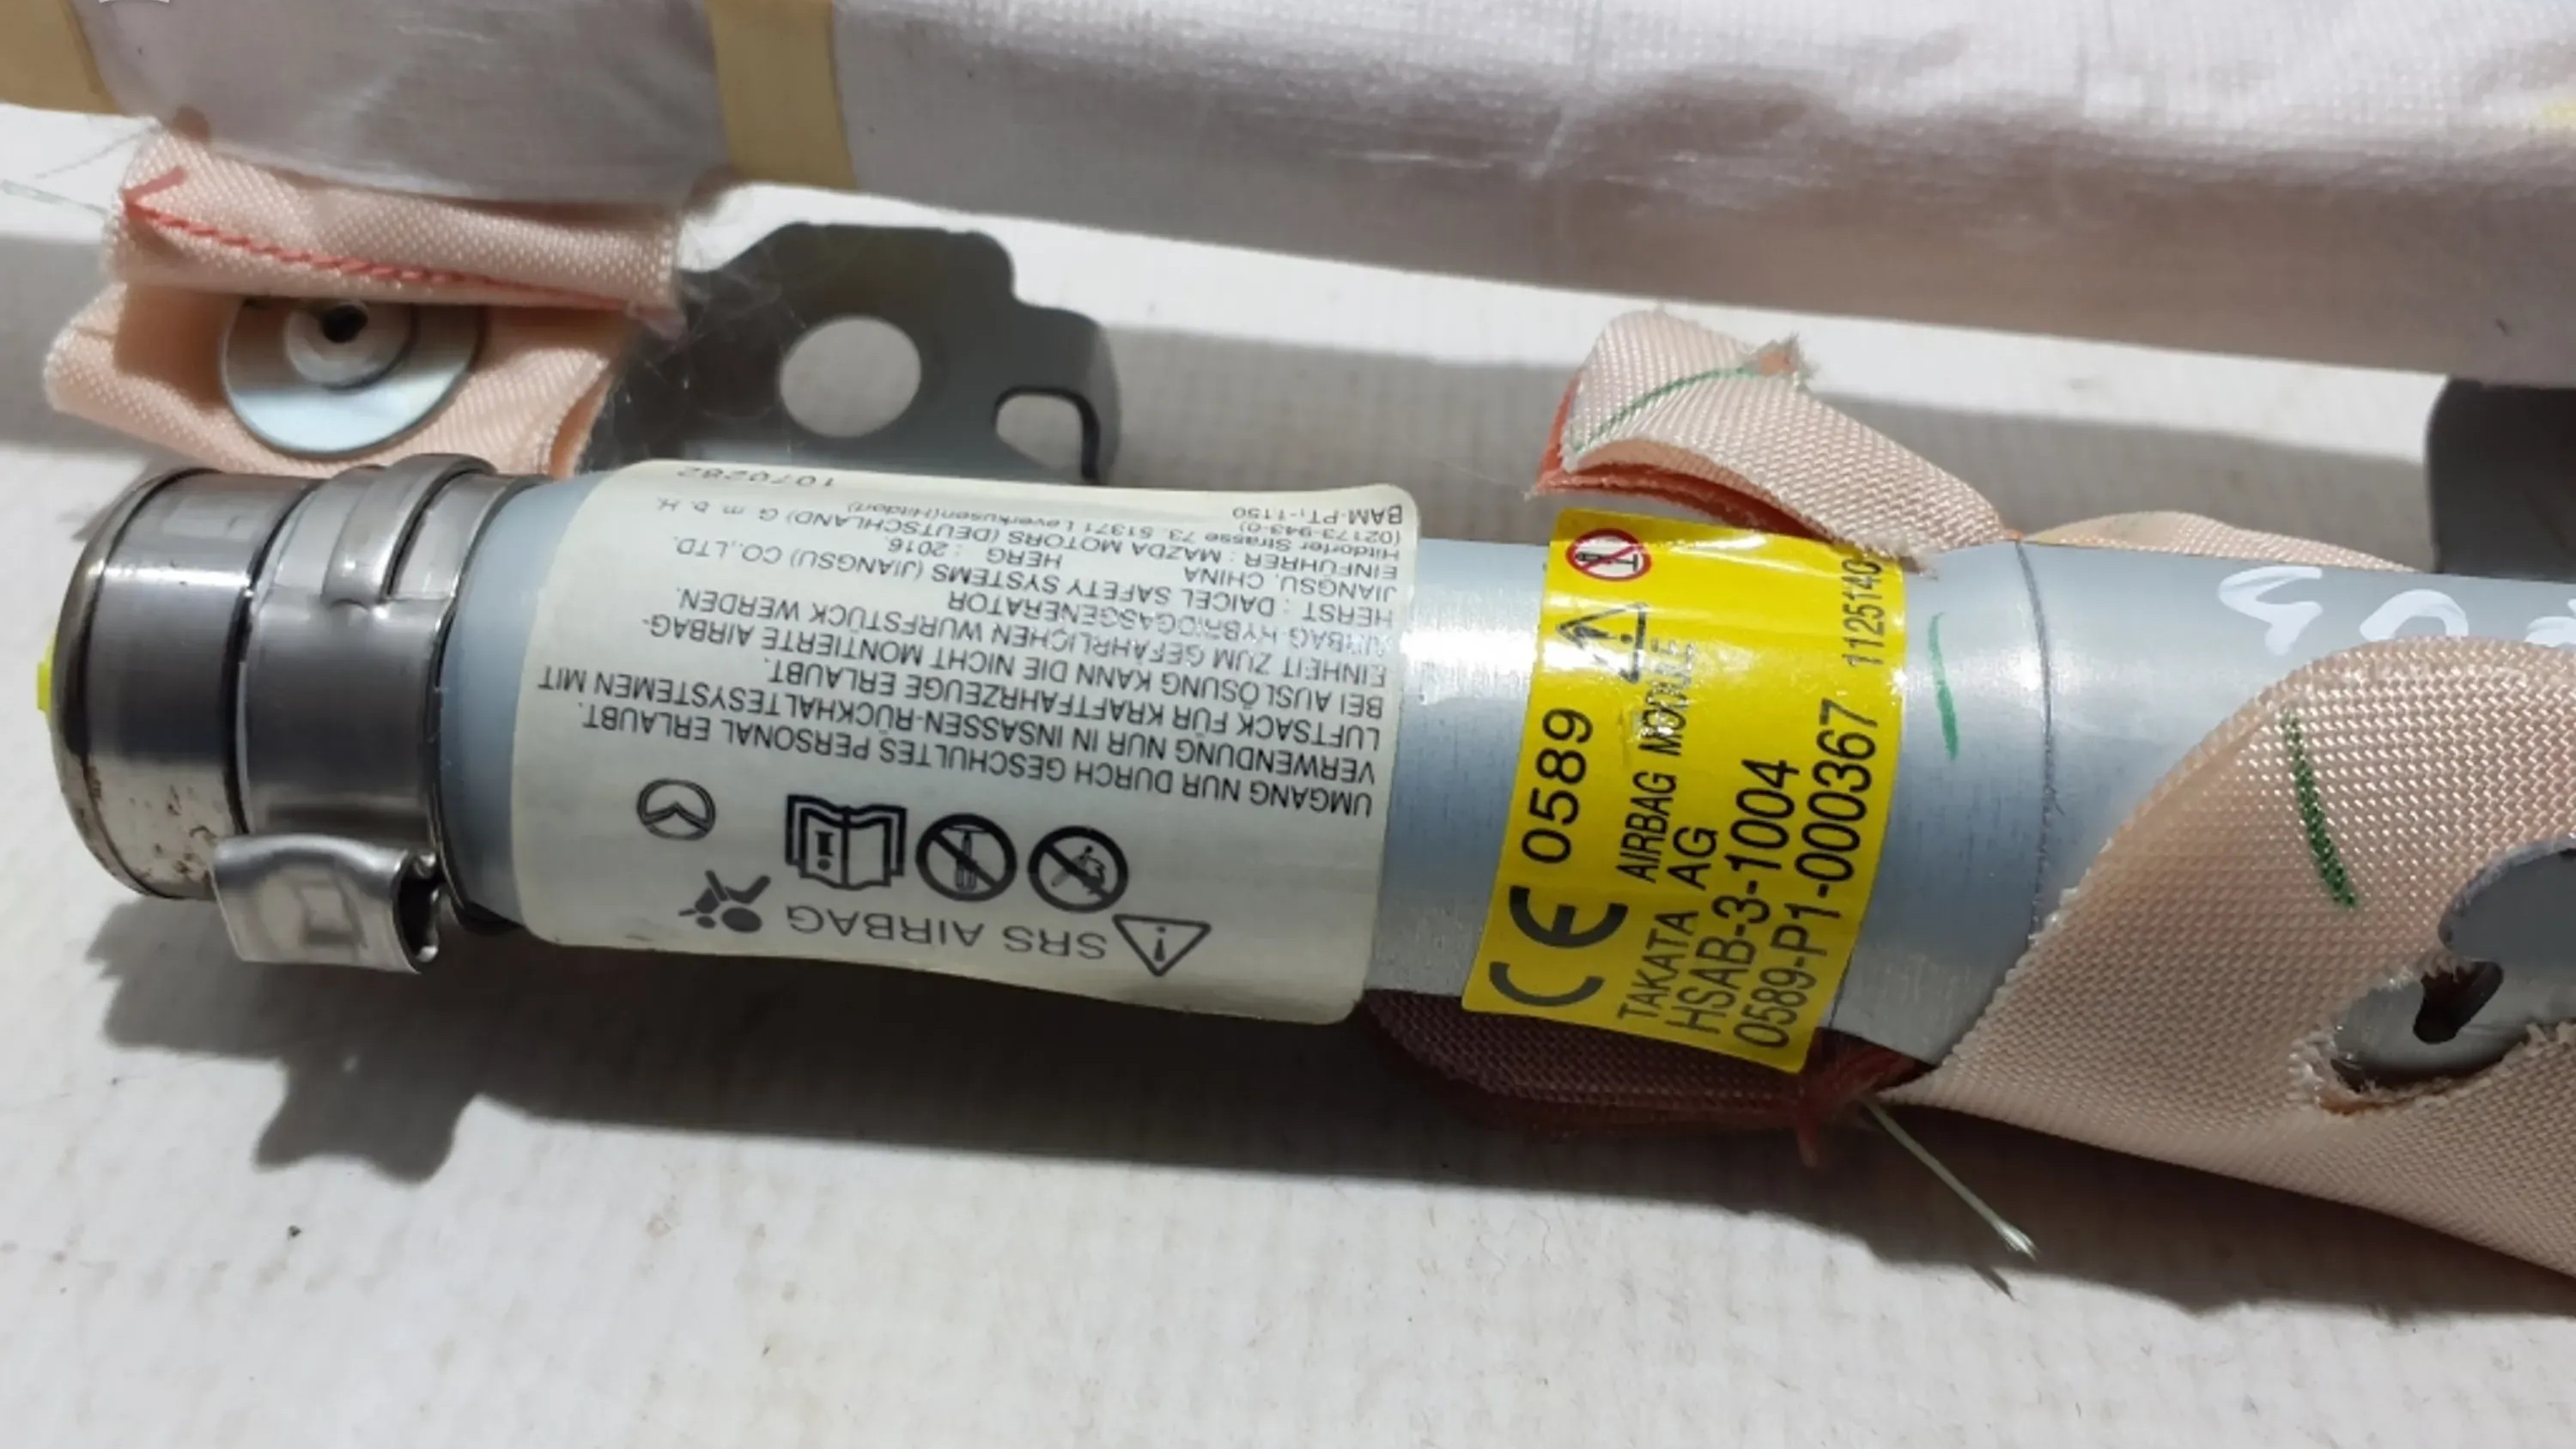 SRS AIRBAG
UMGANG NUR DURCH GESCHULTES PERSONAL ERLAUBT.
VERWENDUNG NUR IN INSASSEN-RÜCKHALTESYSTEMEN MIT
LUFTSACK FÜR KRAFTFAHRZEUGE ERLAUBT.
BEI AUSLÖSUNG KANN DIE NICHT MONTIERTE AIRBAG-
EINHEIT ZUM GEFÄHRLICHEN WURFSTÜCK WERDEN.
AIRBAG-HYBRIDGASGENERATOR
HERST : DAICEL SAFETY SYSTEMS (JIANGSU) CO.,LTD.
JIANGSU, CHINA HERG : 2016.
EINFÜHRER : MAZDA MOTORS (DEUTSCHLAND) G m b H.
Hitdorfer Strasse 73. 51371 Leverkusen(Hitdorf)
(02173-943-0)
BAM-PT₁-1150
107Q282
CE 0589
TAKATA AIRBAG MODULE
AG
HSAB-3-1004
0589-P1-000367 1125140